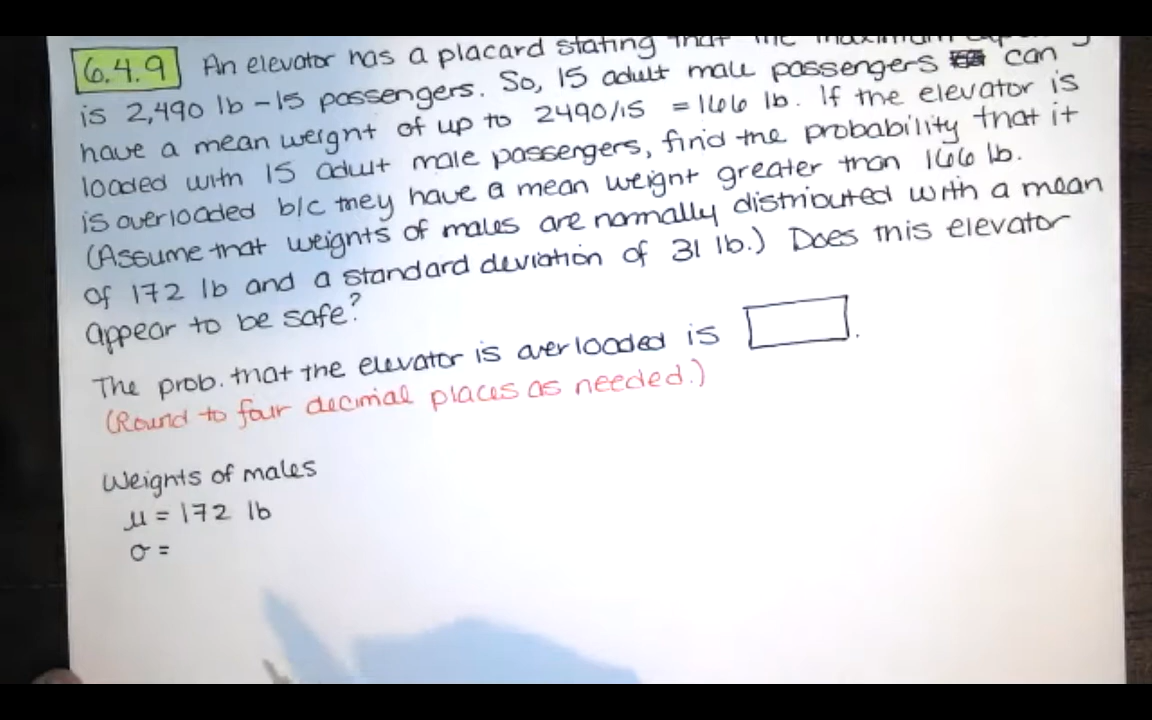 6.4.9 An elevator has a placard stating that the maximum
is 2,490 lb - 15 passengers. So, 15 adult male passengers can
have a mean weight of up to 2490/15 = 166 lb. If the elevator is
loaded with 15 adult male passengers, find the probability that it
is overloaded b/c they have a mean weight greater than 166 lb.
(Assume that weights of males are normally distributed with a mean
of 172 lb and a standard deviation of 31 lb.) Does this elevator
appear to be safe?
The prob. that the elevator is overloaded is .
(Round to four decimal places as needed.)
Weights of males
μ = 172 lb
σ =